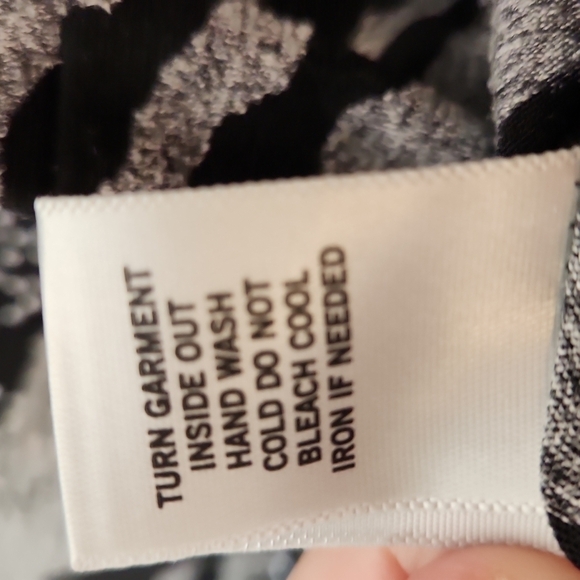 TURN GARMENT
INSIDE OUT
HAND WASH
COLD DO NOT
BLEACH COOL
IRON IF NEEDED